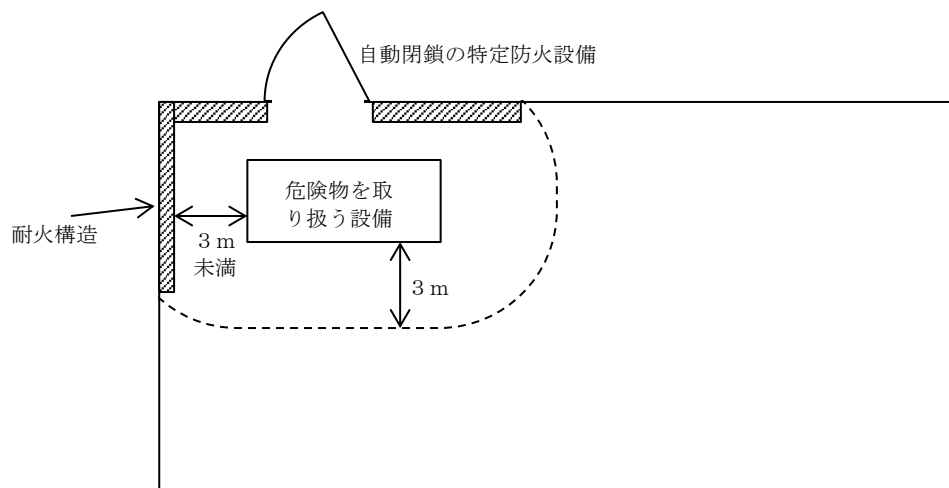 自動閉鎖の特定防火設備
危険物を取
り扱う設備
耐火構造
３ｍ
未満
３ｍ